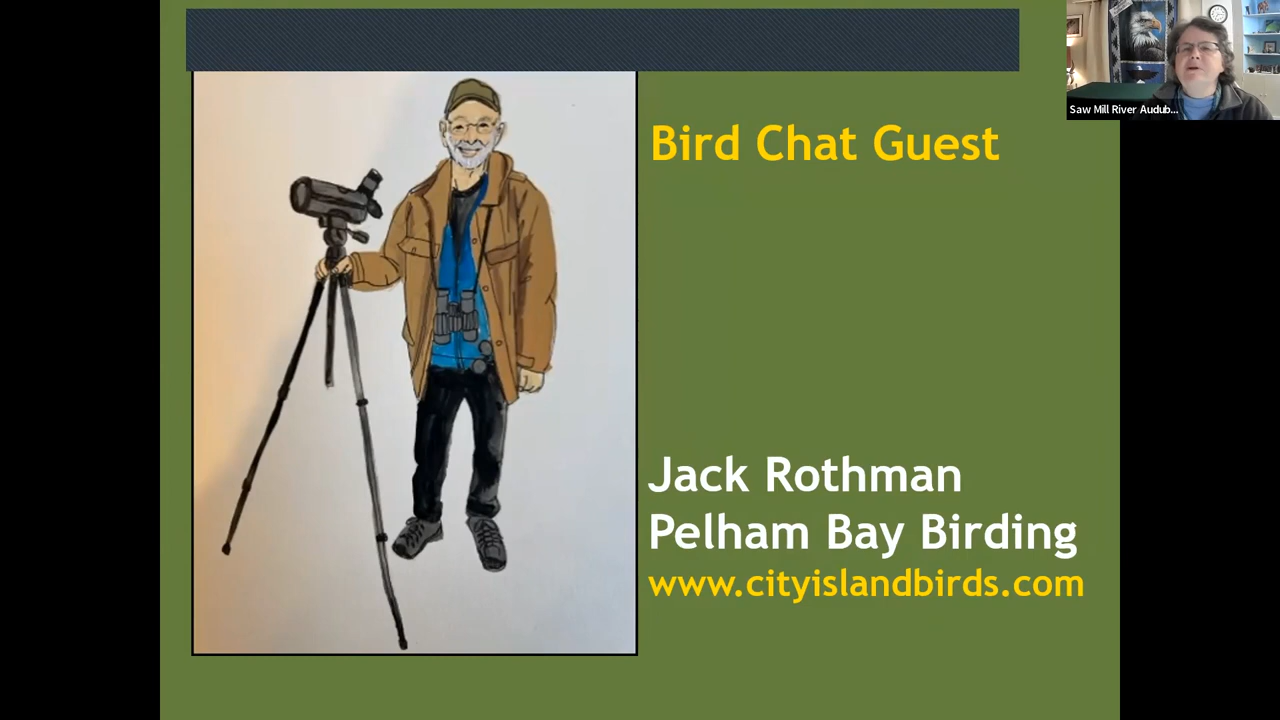 Bird Chat Guest
Saw Mill River Audub...
Jack Rothman
Pelham Bay Birding
www.cityislandbirds.com